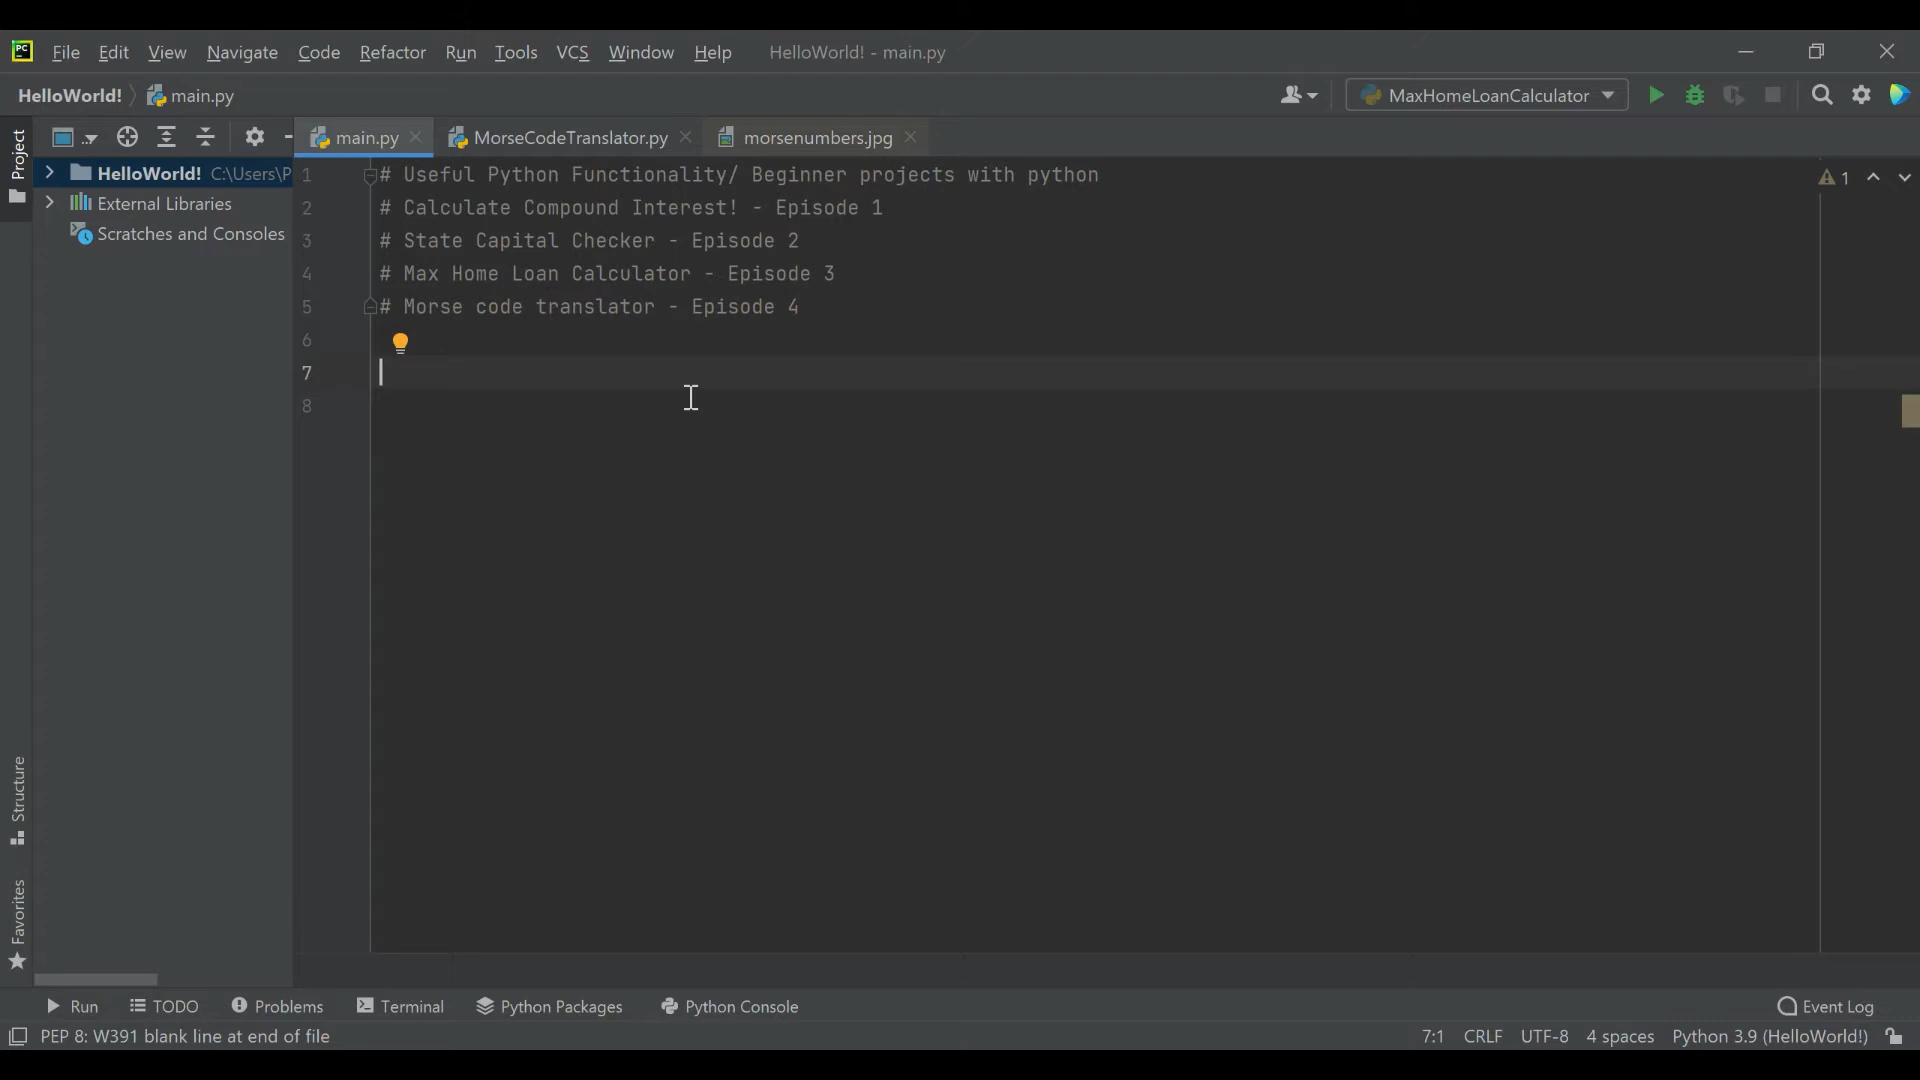 PC File Edit View Navigate Code Refactor Run Tools VCS Window Help HelloWorld! - main.py
HelloWorld! main.py MaxHomeLoanCalculator
Project
main.py MorseCodeTranslator.py morsenumbers.jpg
HelloWorld! C:\Users\P
External Libraries
Scratches and Consoles
1 # Useful Python Functionality/ Beginner projects with python
2 # Calculate Compound Interest! - Episode 1
3 # State Capital Checker - Episode 2
4 # Max Home Loan Calculator - Episode 3
5 # Morse code translator - Episode 4
6
7
8
1
Structure
Favorites
Run TODO Problems Terminal Python Packages Python Console Event Log
PEP 8: W391 blank line at end of file 7:1 CRLF UTF-8 4 spaces Python 3.9 (HelloWorld!)